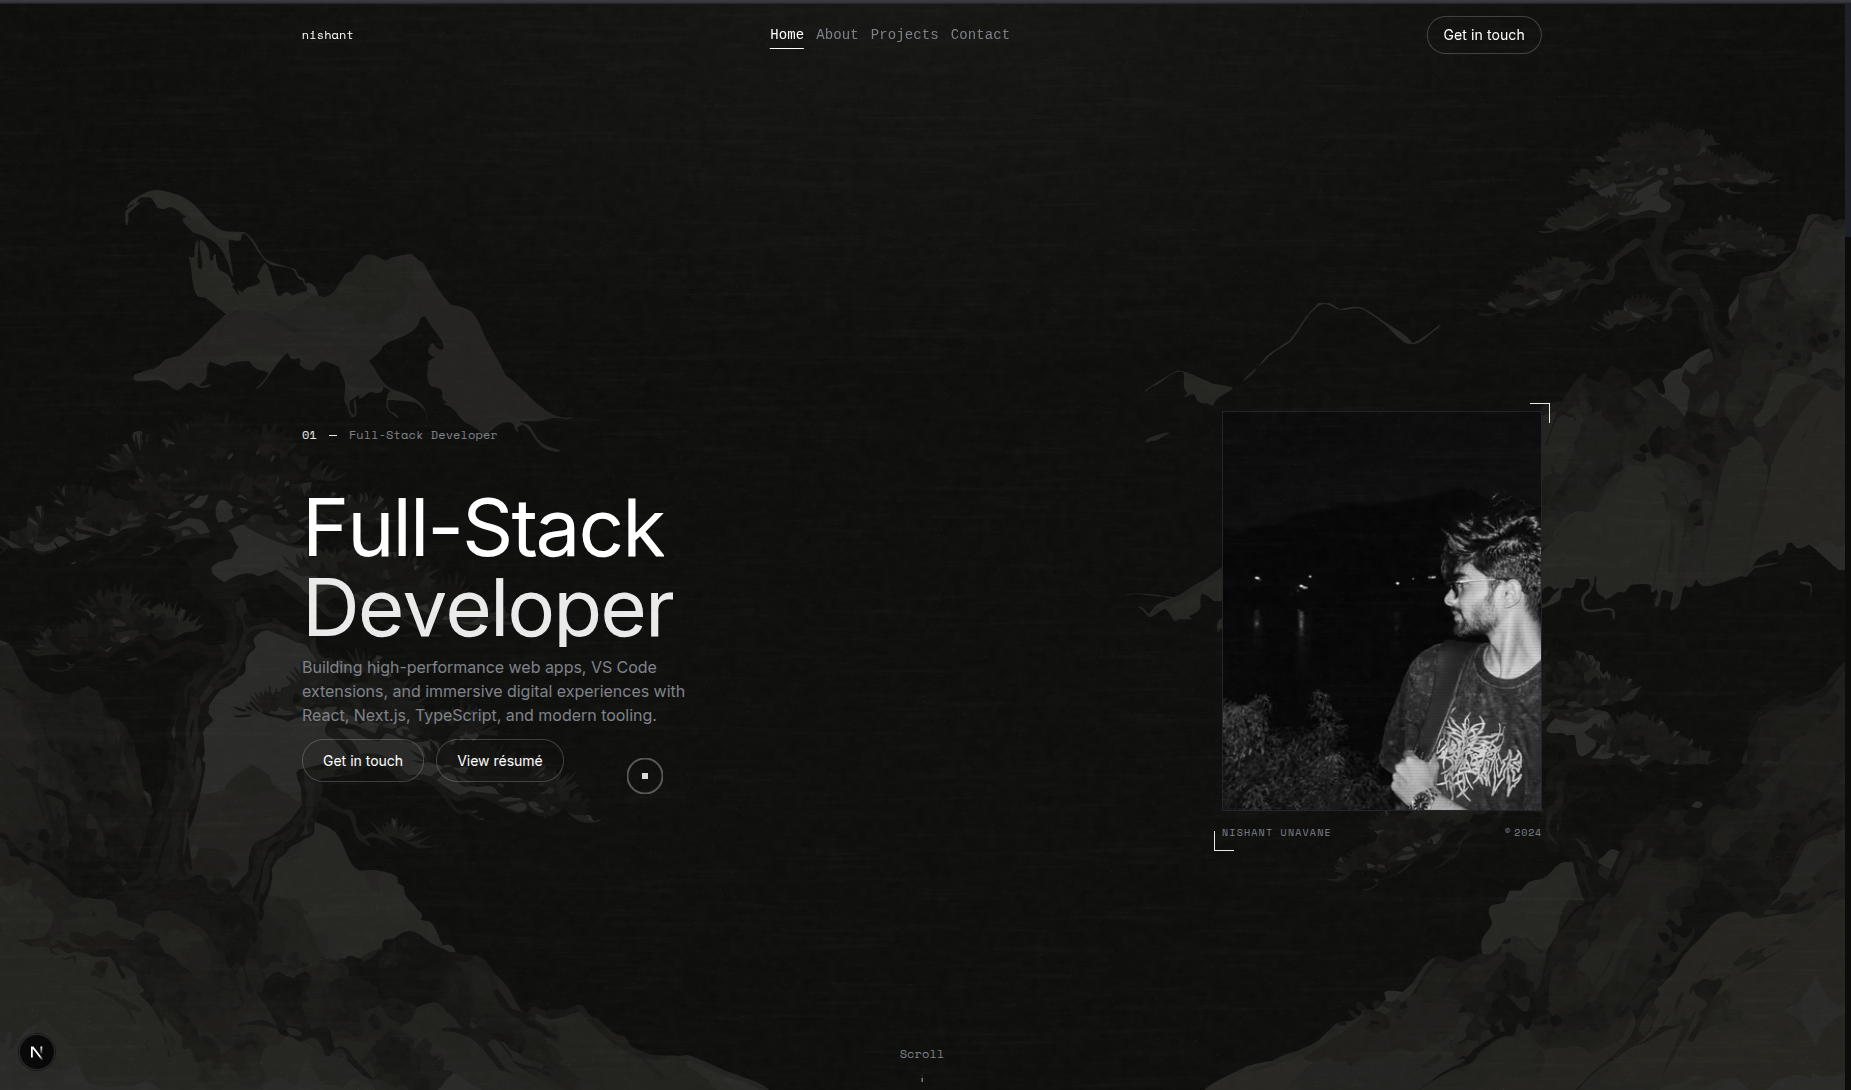 nishant
Home About Projects Contact
Get in touch
01 — Full-Stack Developer
Full-Stack
Developer
Building high-performance web apps, VS Code
extensions, and immersive digital experiences with
React, Next.js, TypeScript, and modern tooling.
Get in touch
View résumé
NISHANT UNAVANE
© 2024
Scroll
N